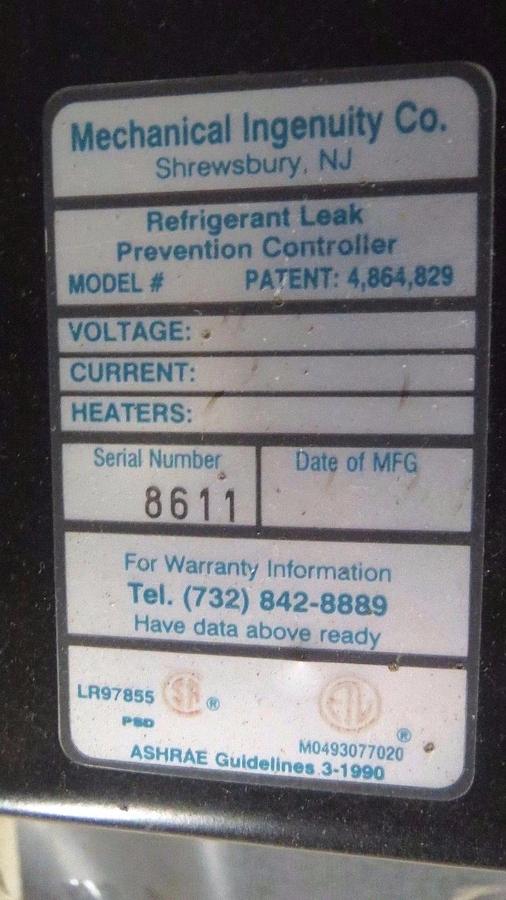 Mechanical Ingenuity Co.
Shrewsbury, NJ
Refrigerant Leak
Prevention Controller
MODEL # PATENT: 4,864,829
VOLTAGE:
CURRENT:
HEATERS:
Serial Number Date of MFG
8611
For Warranty Information
Tel. (732) 842-8889
Have data above ready
LR97855 SA ® ETL ®
PSD M0493077020
ASHRAE Guidelines 3-1990